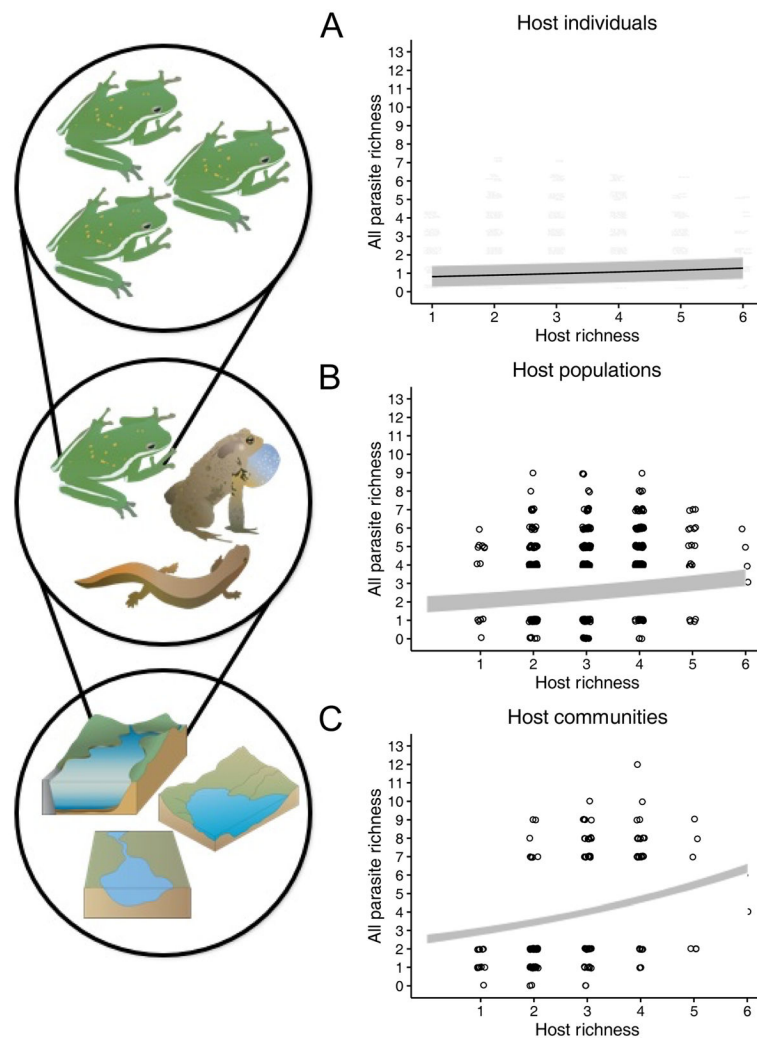 A
Host individuals
All parasite richness
13
12
11
10
9
8
7
6
5
4
3
2
1
0
1 2 3 4 5 6
Host richness
B
Host populations
All parasite richness
13
12
11
10
9
8
7
6
5
4
3
2
1
0
1 2 3 4 5 6
Host richness
C
Host communities
All parasite richness
13
12
11
10
9
8
7
6
5
4
3
2
1
0
1 2 3 4 5 6
Host richness